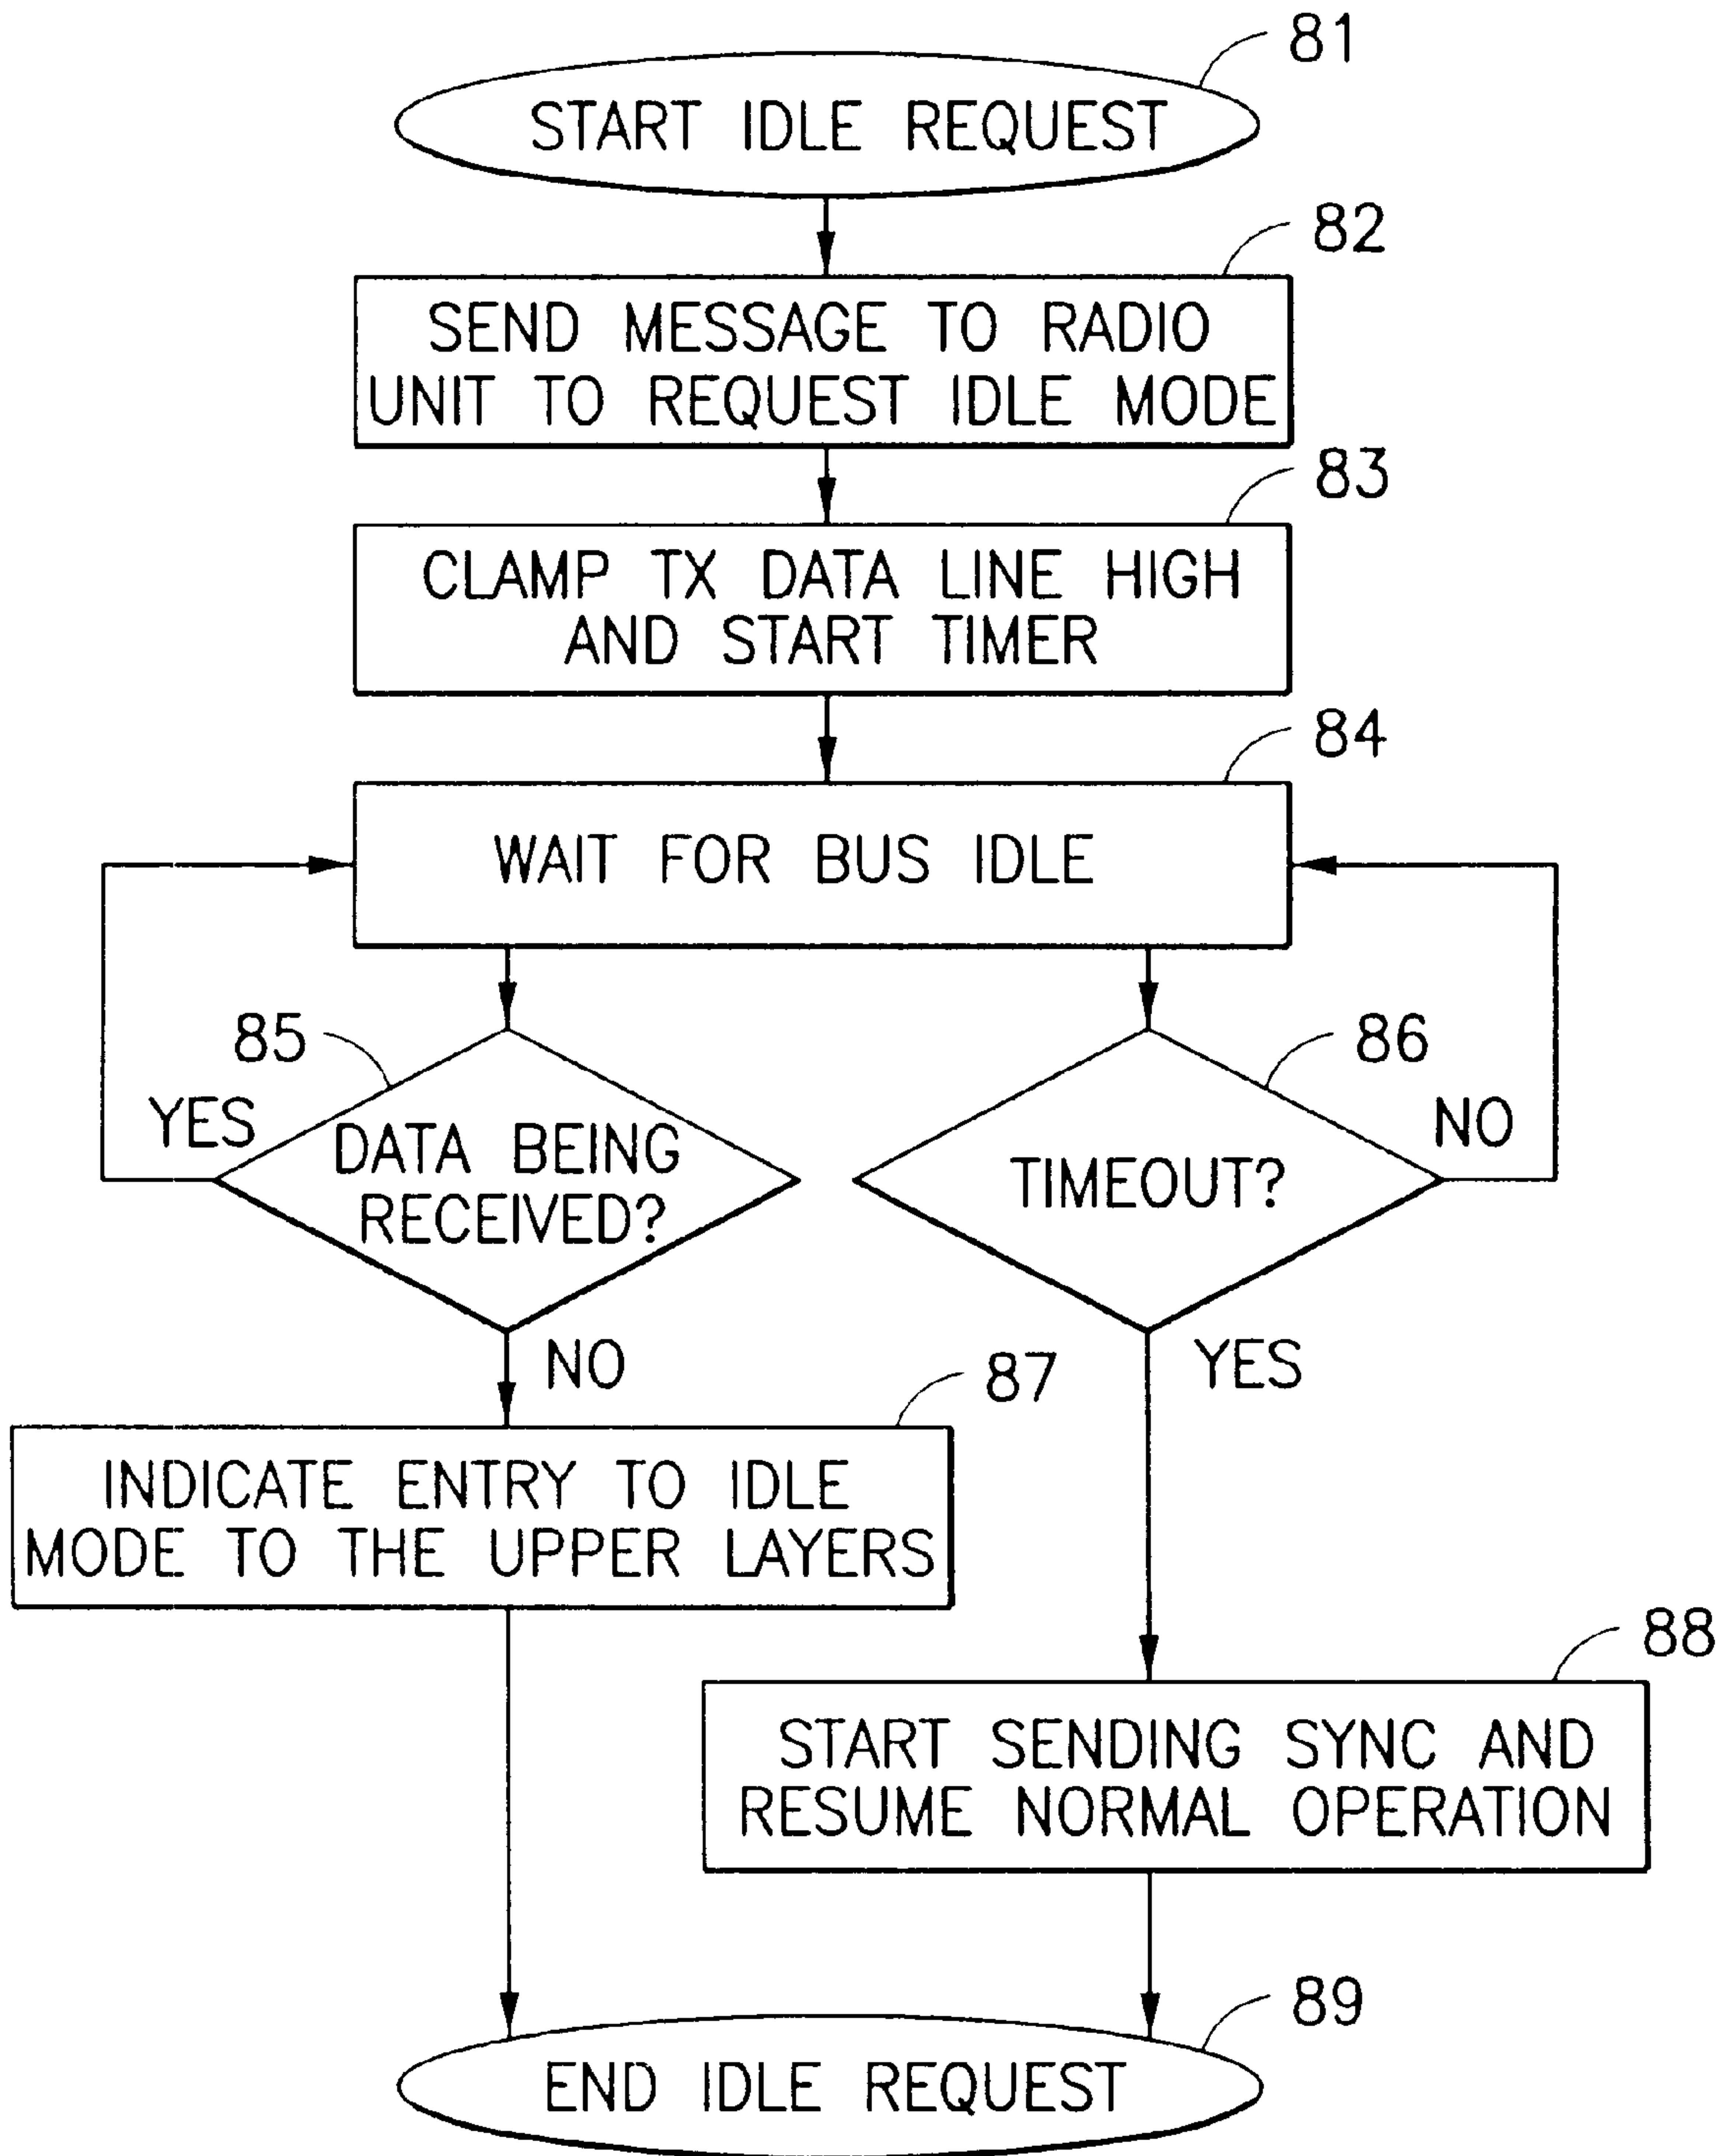 81
START IDLE REQUEST
82
SEND MESSAGE TO RADIO
UNIT TO REQUEST IDLE MODE
83
CLAMP TX DATA LINE HIGH
AND START TIMER
84
WAIT FOR BUS IDLE
85
YES
DATA BEING
RECEIVED?
86
NO
TIMEOUT?
NO
YES
87
INDICATE ENTRY TO IDLE
MODE TO THE UPPER LAYERS
88
START SENDING SYNC AND
RESUME NORMAL OPERATION
89
END IDLE REQUEST